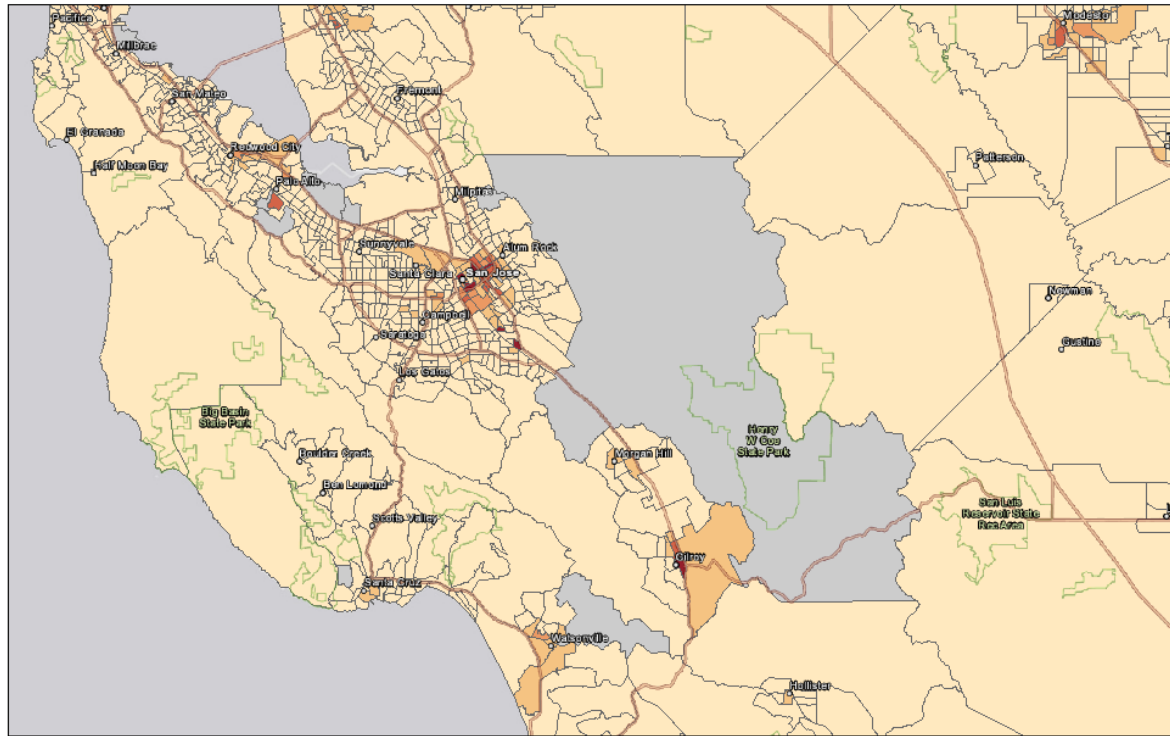 Pacifica
Modesto
Millbrae
San Mateo
Fremont
El Granada
Redwood City
Half Moon Bay
Patterson
Palo Alto
Milpitas
Sunnyvale
Alum Rock
Santa Clara
San Jose
Newman
Campbell
Saratoga
Gustine
Los Gatos
Big Basin
State Park
Henry
W Coe
State Park
Boulder Creek
Morgan Hill
Ben Lomond
San Luis
Reservoir State
Rec Area
Scotts Valley
Gilroy
Santa Cruz
Watsonville
Hollister